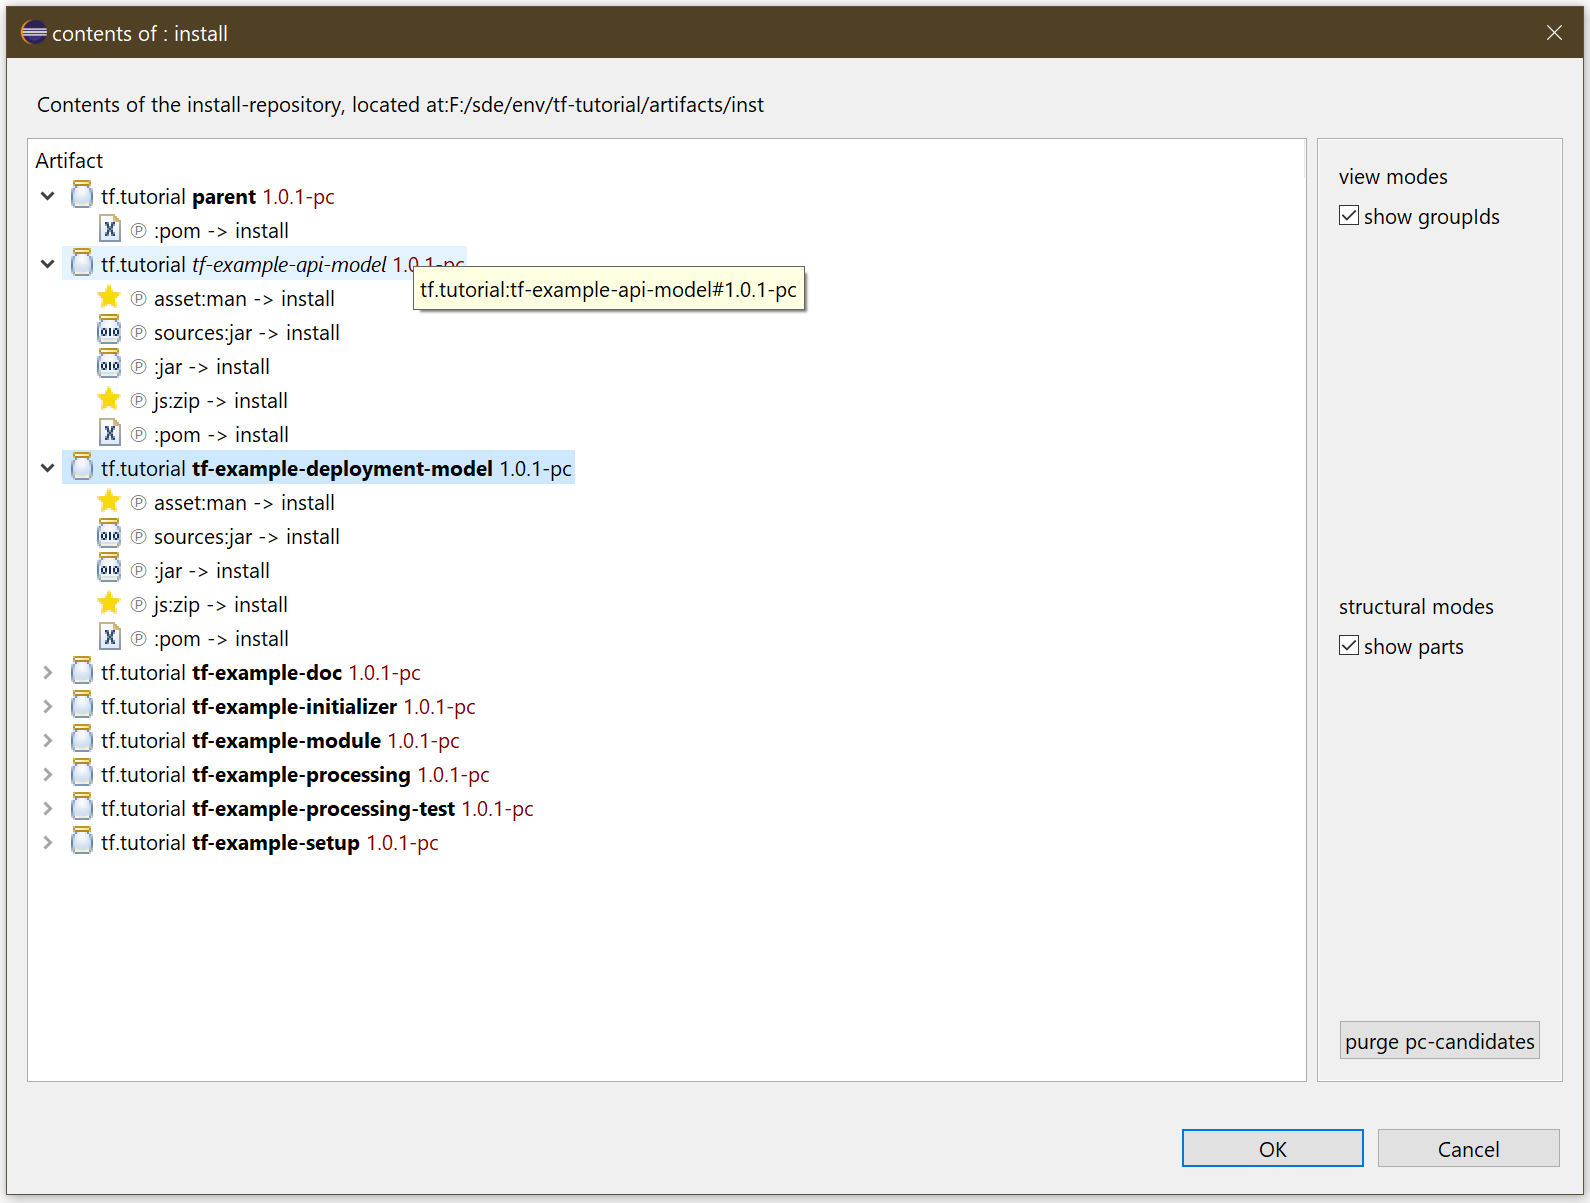 contents of : install
Contents of the install-repository, located at:F:/sde/env/tf-tutorial/artifacts/inst
Artifact
tf.tutorial parent 1.0.1-pc
P :pom -> install
tf.tutorial tf-example-api-model 1.0.1-pc
tf.tutorial:tf-example-api-model#1.0.1-pc
P asset:man -> install
P sources:jar -> install
P :jar -> install
P js:zip -> install
P :pom -> install
tf.tutorial tf-example-deployment-model 1.0.1-pc
P asset:man -> install
P sources:jar -> install
P :jar -> install
P js:zip -> install
P :pom -> install
tf.tutorial tf-example-doc 1.0.1-pc
tf.tutorial tf-example-initializer 1.0.1-pc
tf.tutorial tf-example-module 1.0.1-pc
tf.tutorial tf-example-processing 1.0.1-pc
tf.tutorial tf-example-processing-test 1.0.1-pc
tf.tutorial tf-example-setup 1.0.1-pc
view modes
show groupIds
structural modes
show parts
purge pc-candidates
OK
Cancel